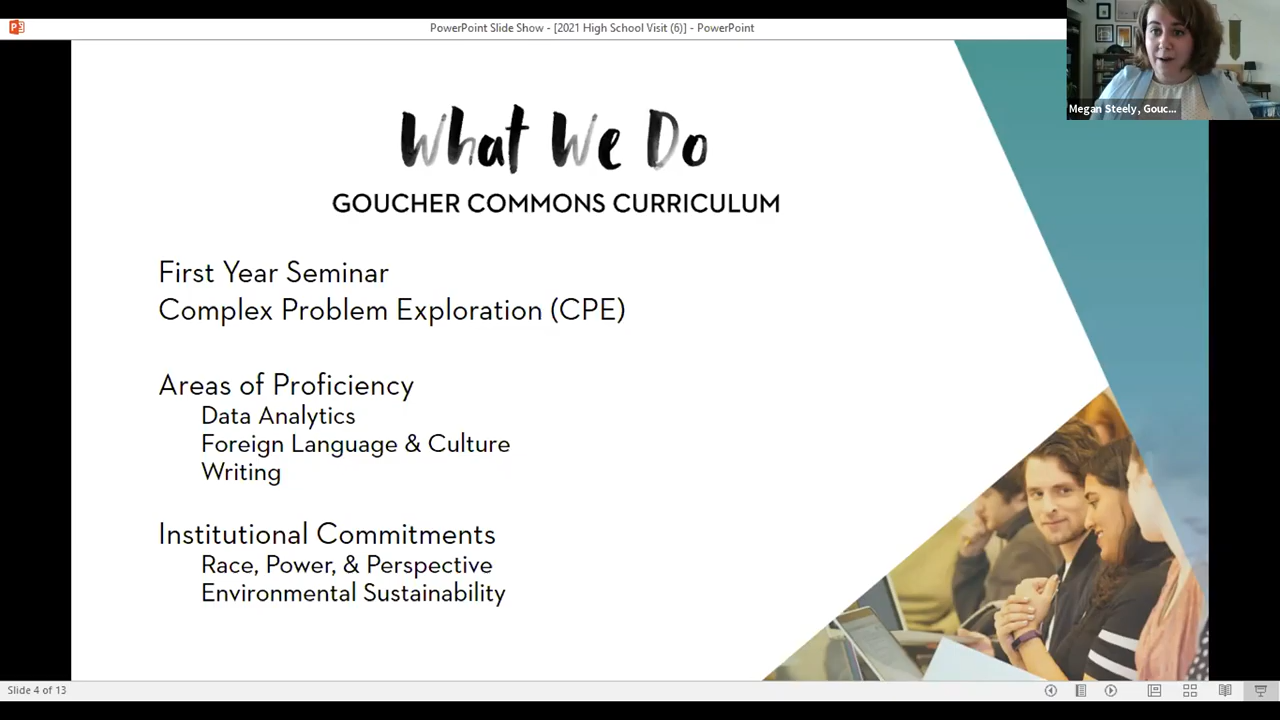 PowerPoint Slide Show - [2021 High School Visit (6)] - PowerPoint
Megan Steely, Gouc...
What We Do
GOUCHER COMMONS CURRICULUM
First Year Seminar
Complex Problem Exploration (CPE)
Areas of Proficiency
Data Analytics
Foreign Language & Culture
Writing
Institutional Commitments
Race, Power, & Perspective
Environmental Sustainability
Slide 4 of 13